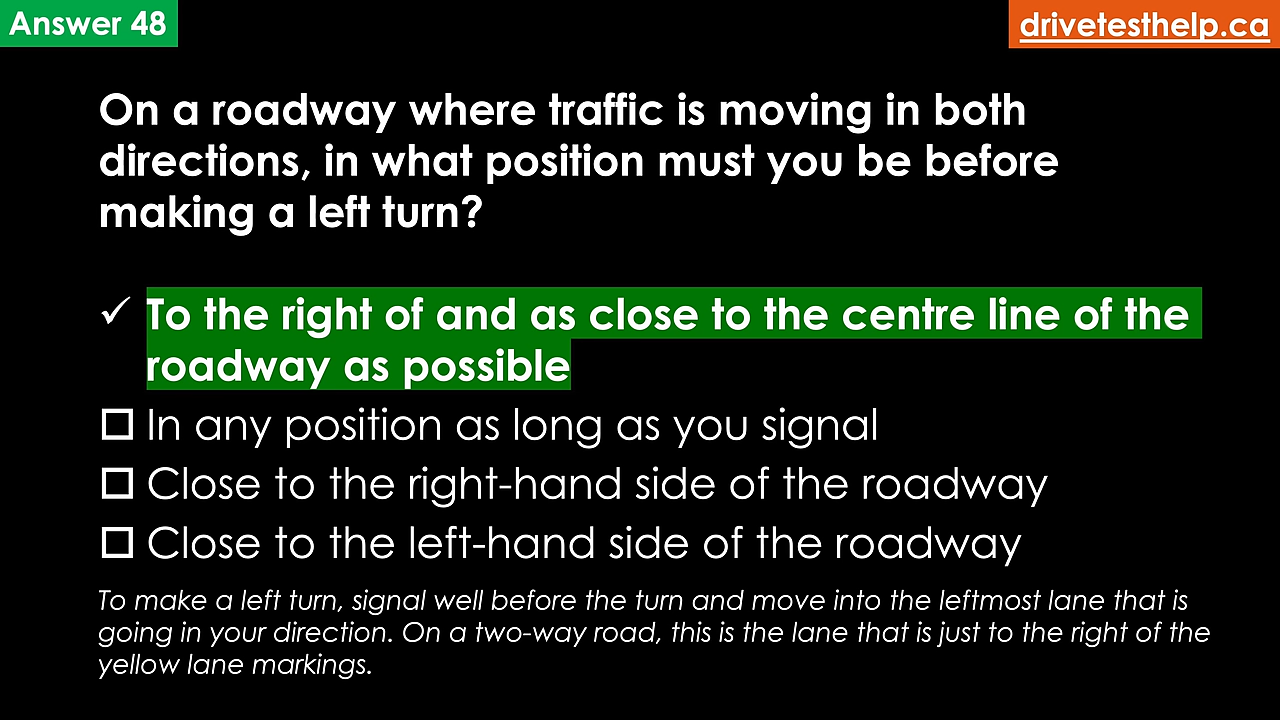 Answer 48
drivetesthelp.ca
On a roadway where traffic is moving in both
directions, in what position must you be before
making a left turn?
✓ To the right of and as close to the centre line of the
roadway as possible
☐ In any position as long as you signal
☐ Close to the right-hand side of the roadway
☐ Close to the left-hand side of the roadway
To make a left turn, signal well before the turn and move into the leftmost lane that is
going in your direction. On a two-way road, this is the lane that is just to the right of the
yellow lane markings.